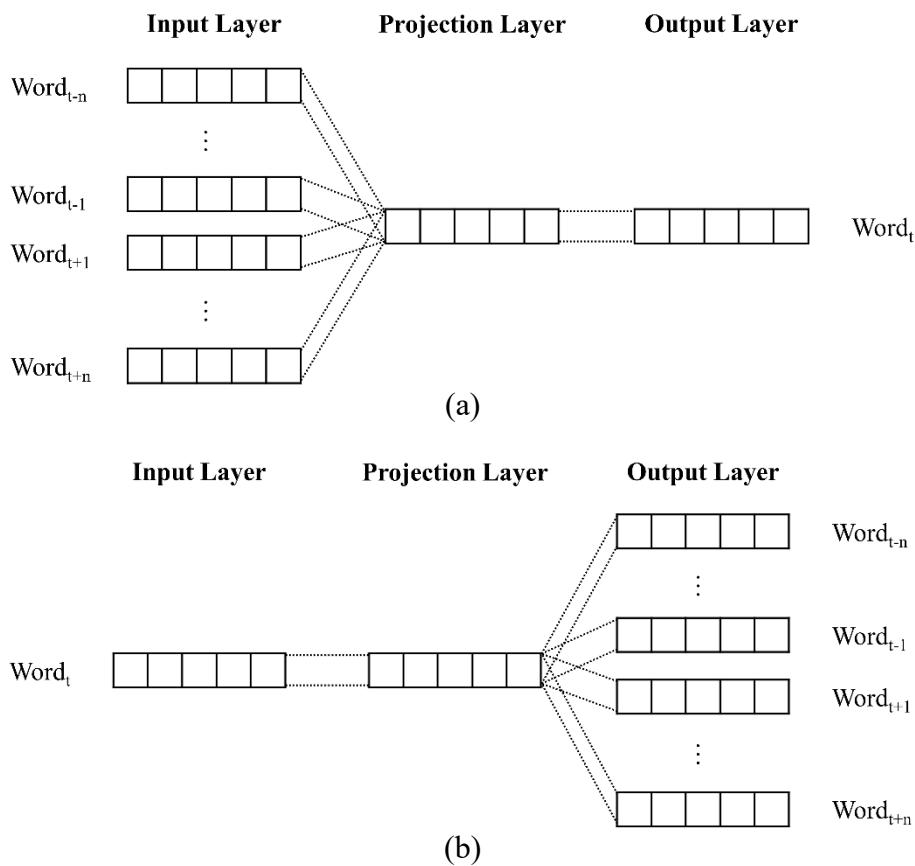 Input Layer Projection Layer Output Layer
Word_{t-n}
⋮
Word_{t-1}
Word_t
Word_{t+1}
⋮
Word_{t+n}
(a)
Input Layer Projection Layer Output Layer
Word_{t-n}
⋮
Word_{t-1}
Word_t
Word_{t+1}
⋮
Word_{t+n}
(b)